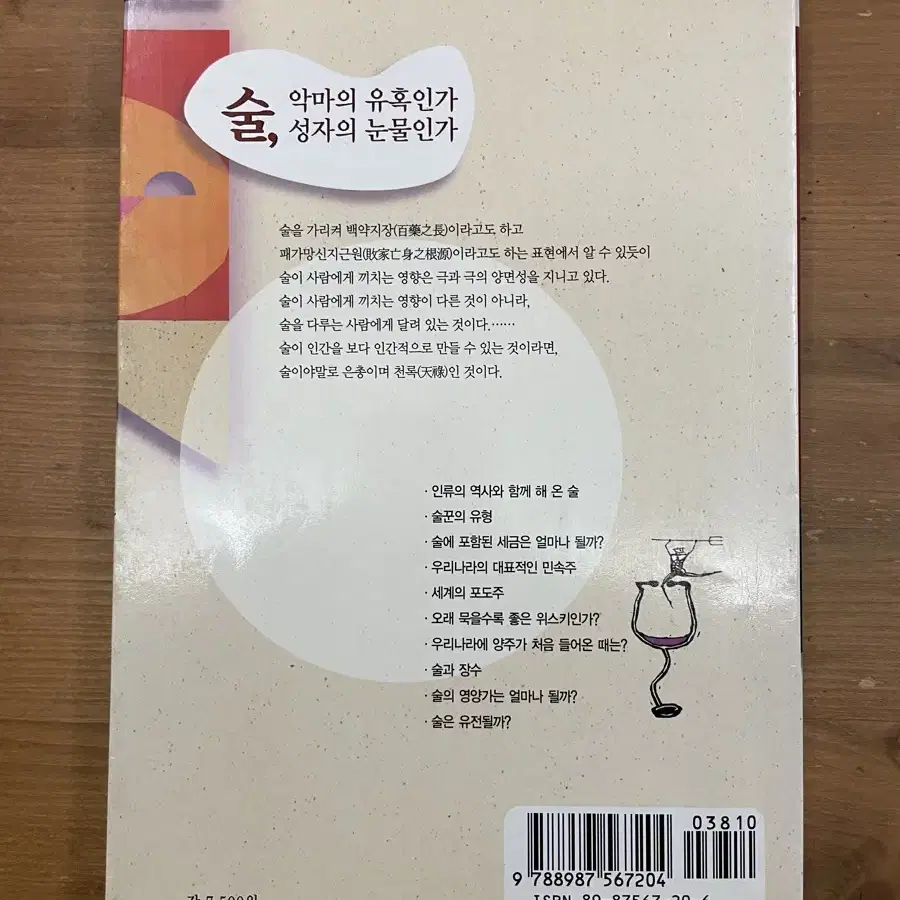 술, 악마의 유혹인가
성자의 눈물인가
술을 가리켜 백약지장(百藥之長)이라고도 하고
패가망신지근원(敗家亡身之根源)이라고도 하는 표현에서 알 수 있듯이
술이 사람에게 끼치는 영향은 극과 극의 양면성을 지니고 있다.
술이 사람에게 끼치는 영향이 다른 것이 아니라,
술을 다루는 사람에게 달려 있는 것이다.……
술이 인간을 보다 인간적으로 만들 수 있는 것이라면,
술이야말로 은총이며 천록(天祿)인 것이다.
· 인류의 역사와 함께 해 온 술
· 술꾼의 유형
· 술에 포함된 세금은 얼마나 될까?
· 우리나라의 대표적인 민속주
· 세계의 포도주
· 오래 묵을수록 좋은 위스키인가?
· 우리나라에 양주가 처음 들어온 때는?
· 술과 장수
· 술의 영양가는 얼마나 될까?
· 술은 유전될까?
03810
9 788987 567204
ISBN 89-87567-20-6
값 7,500원